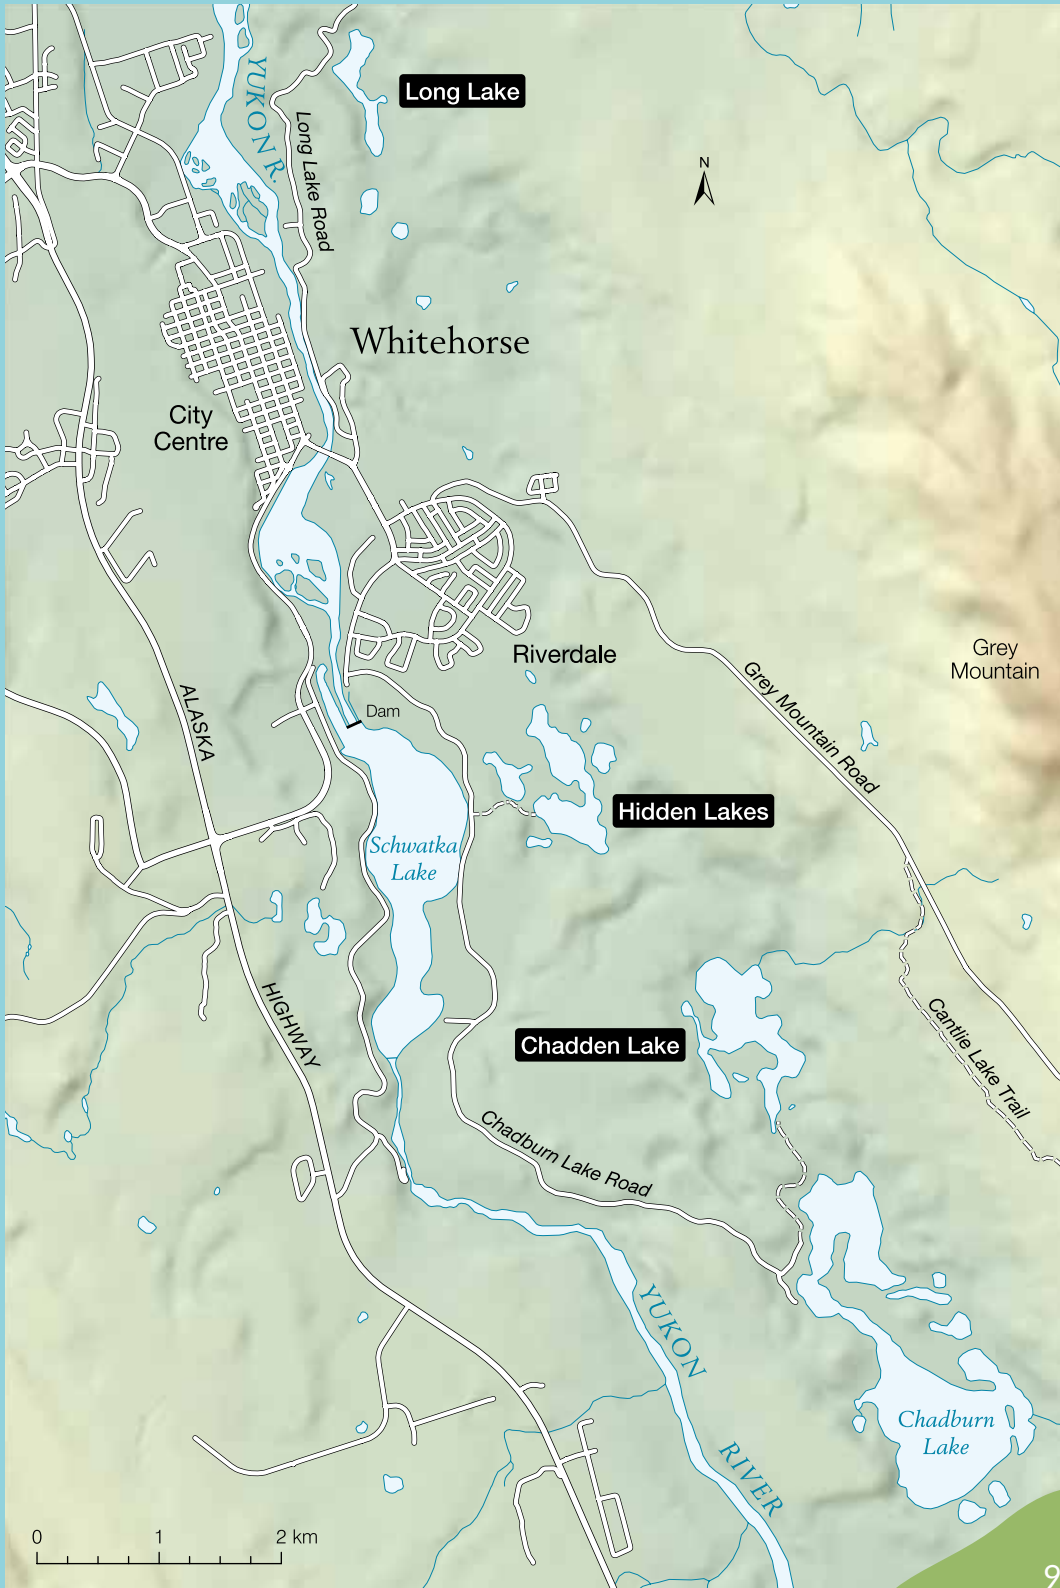 YUKON R.
Long Lake
Long Lake Road
N
Whitehorse
City
Centre
Riverdale
Grey
Mountain
Grey Mountain Road
ALASKA
Dam
Hidden Lakes
Schwatka
Lake
HIGHWAY
Chadden Lake
Cantlie Lake Trail
Chadburn Lake Road
YUKON
RIVER
Chadburn
Lake
0 1 2 km
9